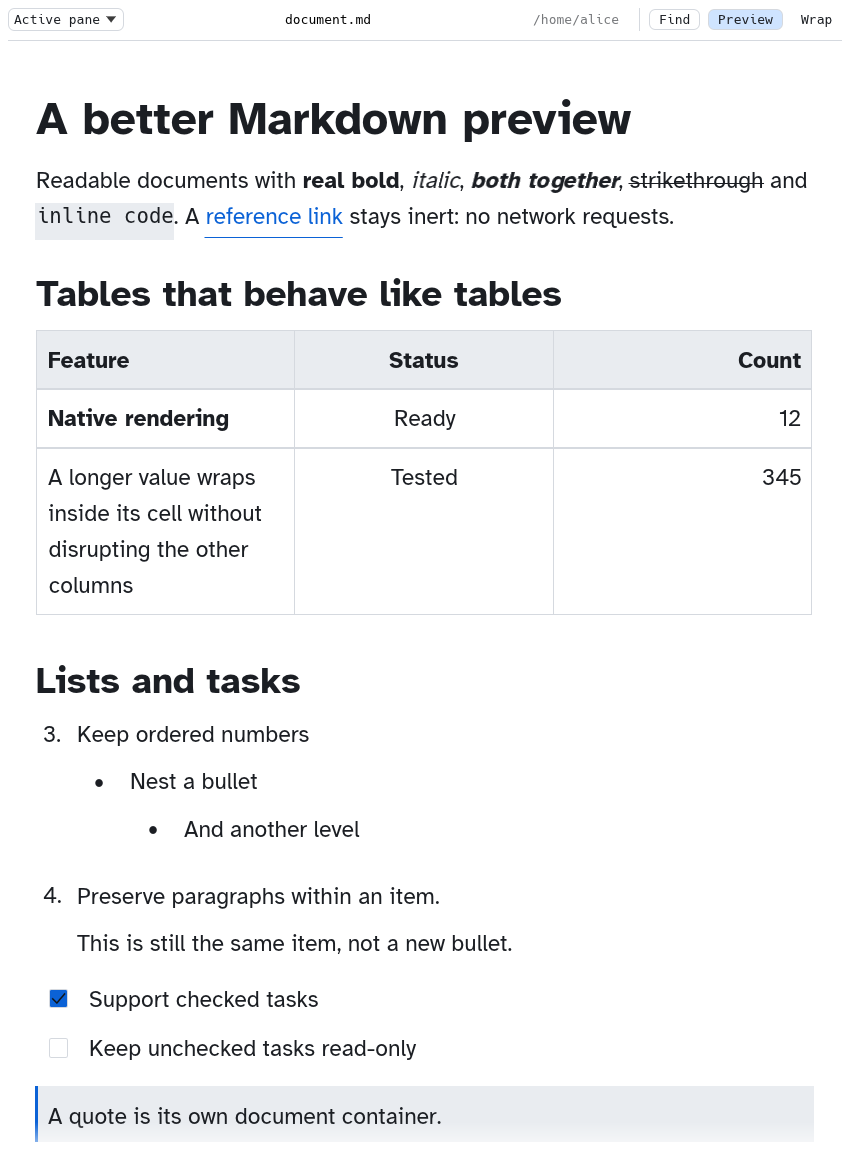 Active pane document.md /home/alice Find Preview Wrap
A better Markdown preview
Readable documents with real bold, italic, both together, strikethrough and
inline code. A reference link stays inert: no network requests.
Tables that behave like tables
Feature Status Count
Native rendering Ready 12
A longer value wraps Tested 345
inside its cell without
disrupting the other
columns
Lists and tasks
3. Keep ordered numbers
• Nest a bullet
• And another level
4. Preserve paragraphs within an item.
This is still the same item, not a new bullet.
Support checked tasks
Keep unchecked tasks read-only
A quote is its own document container.